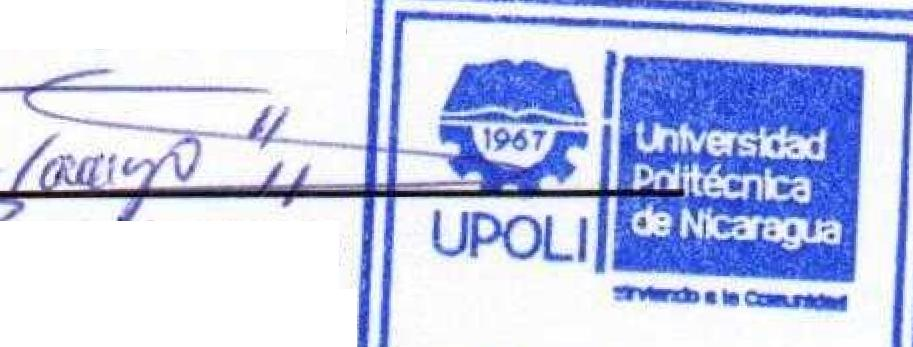 1967
UPOLI
Universidad
Politécnica
de Nicaragua
Sirviendo a la Comunidad